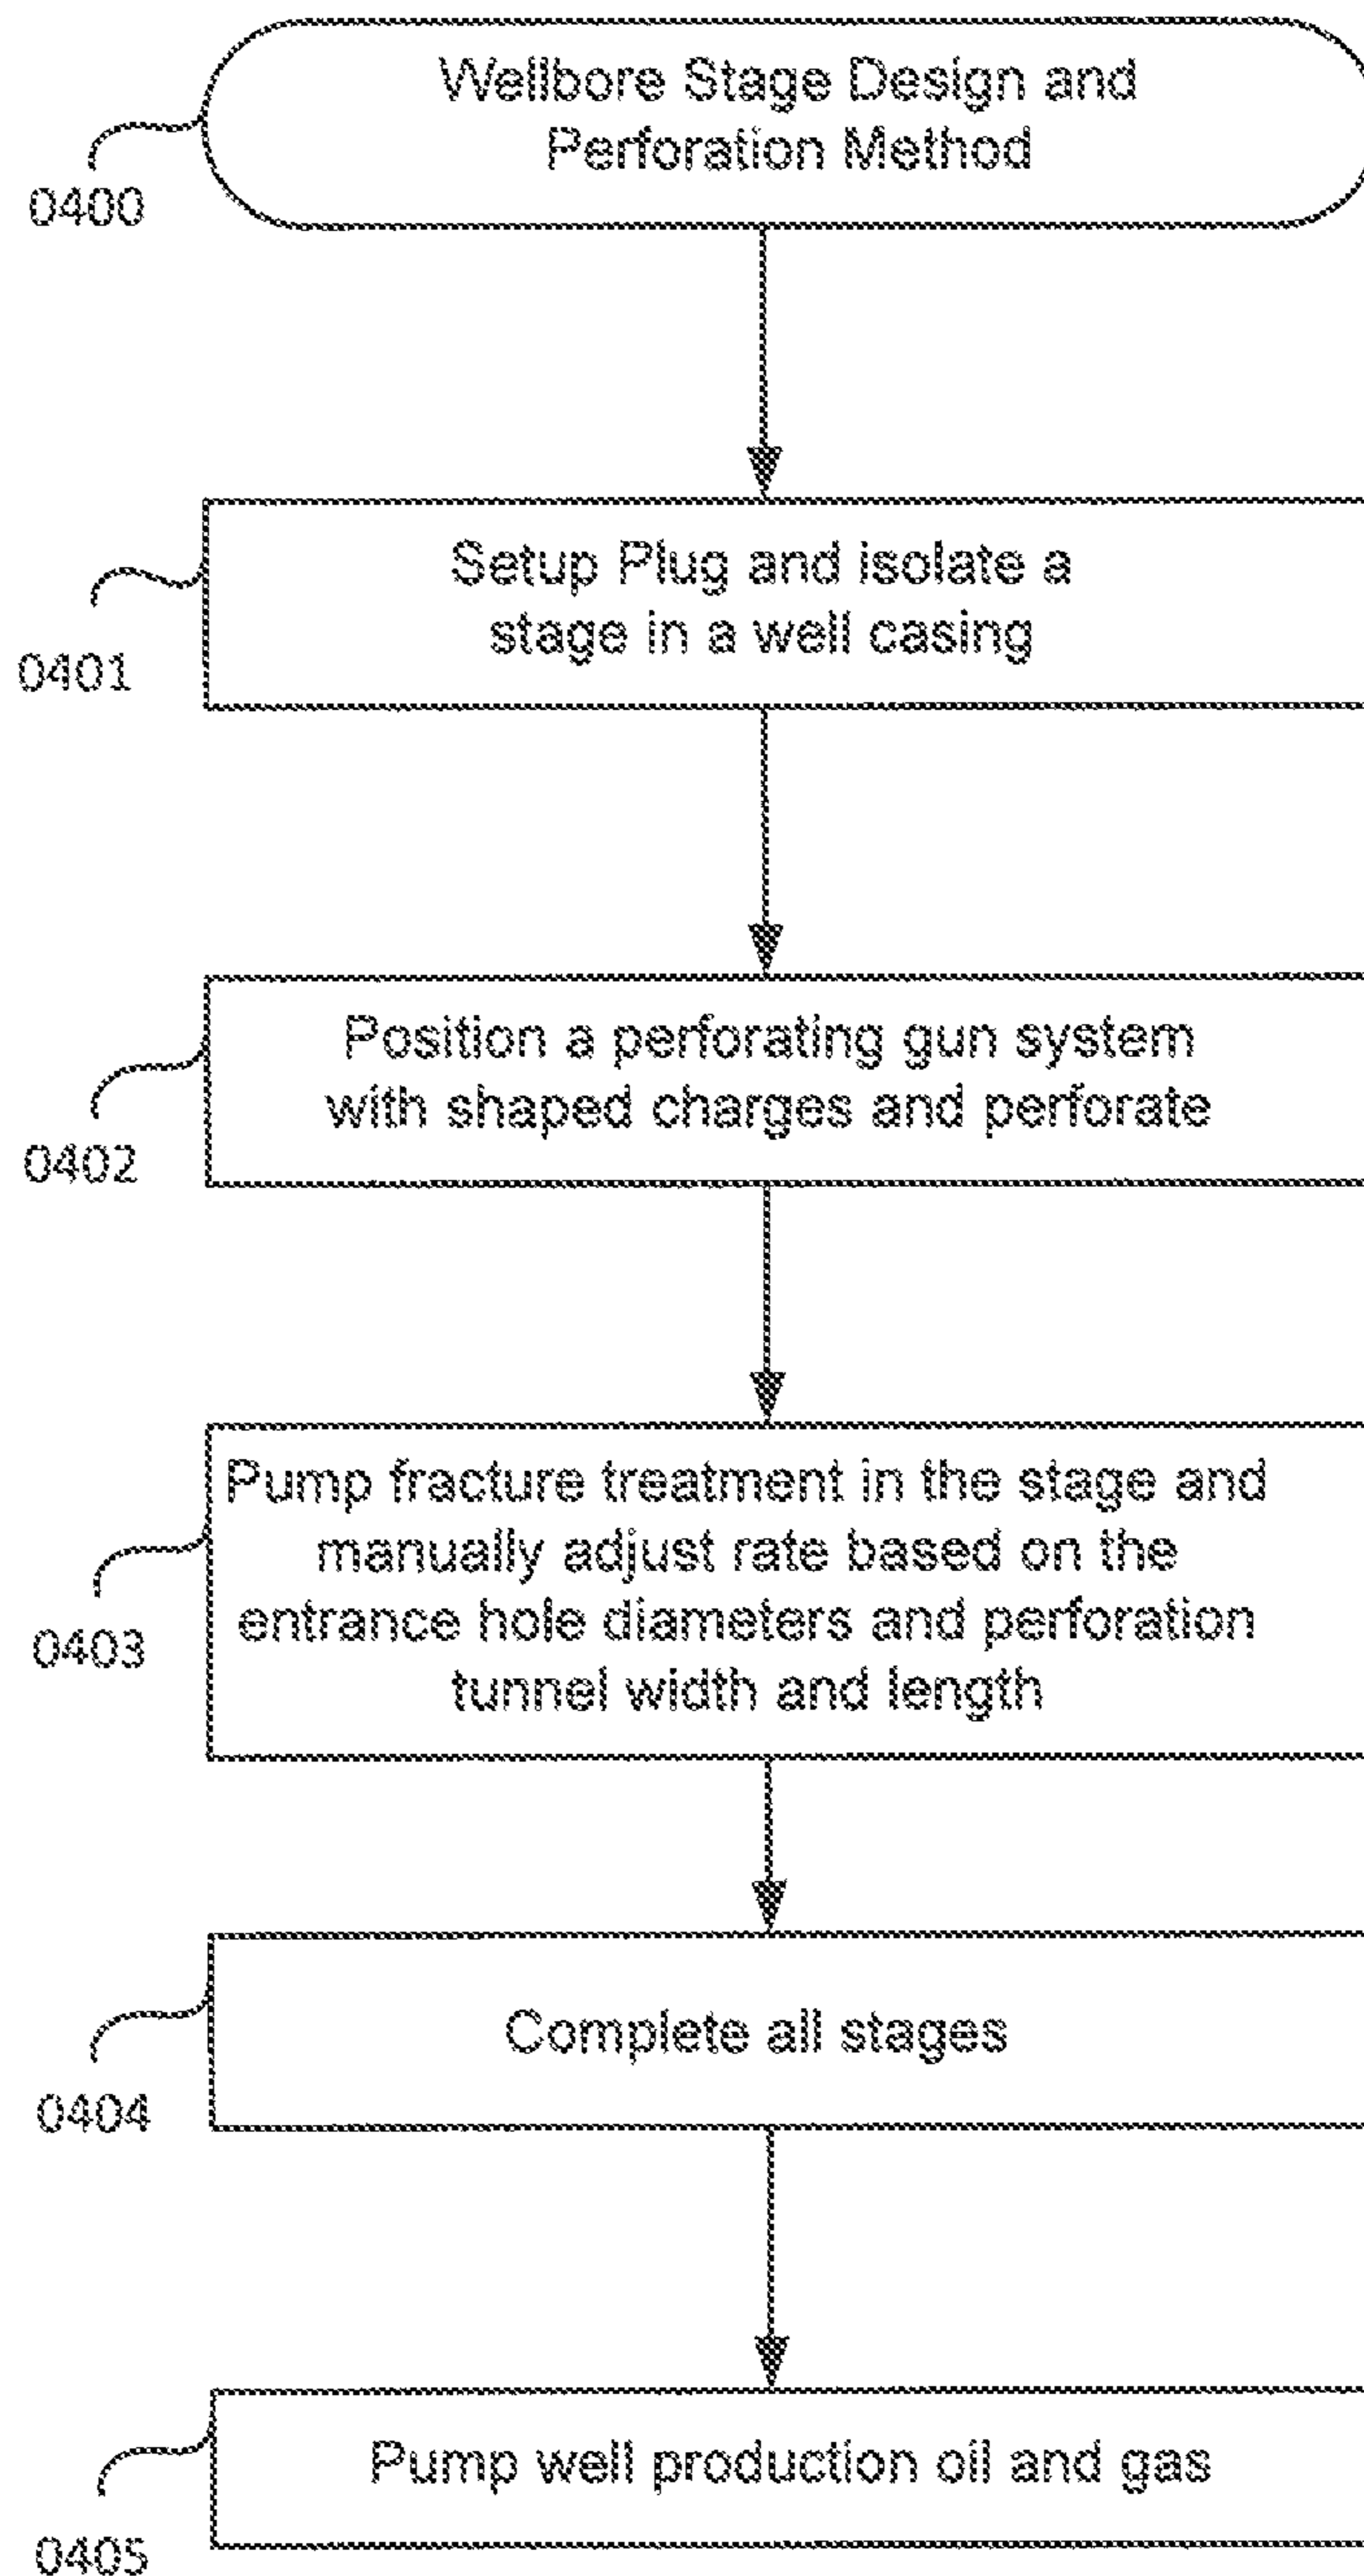 Wellbore Stage Design and
Perforation Method
0400
Setup Plug and isolate a
stage in a well casing
0401
Position a perforating gun system
with shaped charges and perforate
0402
Pump fracture treatment in the stage and
manually adjust rate based on the
entrance hole diameters and perforation
tunnel width and length
0403
Complete all stages
0404
Pump well production oil and gas
0405